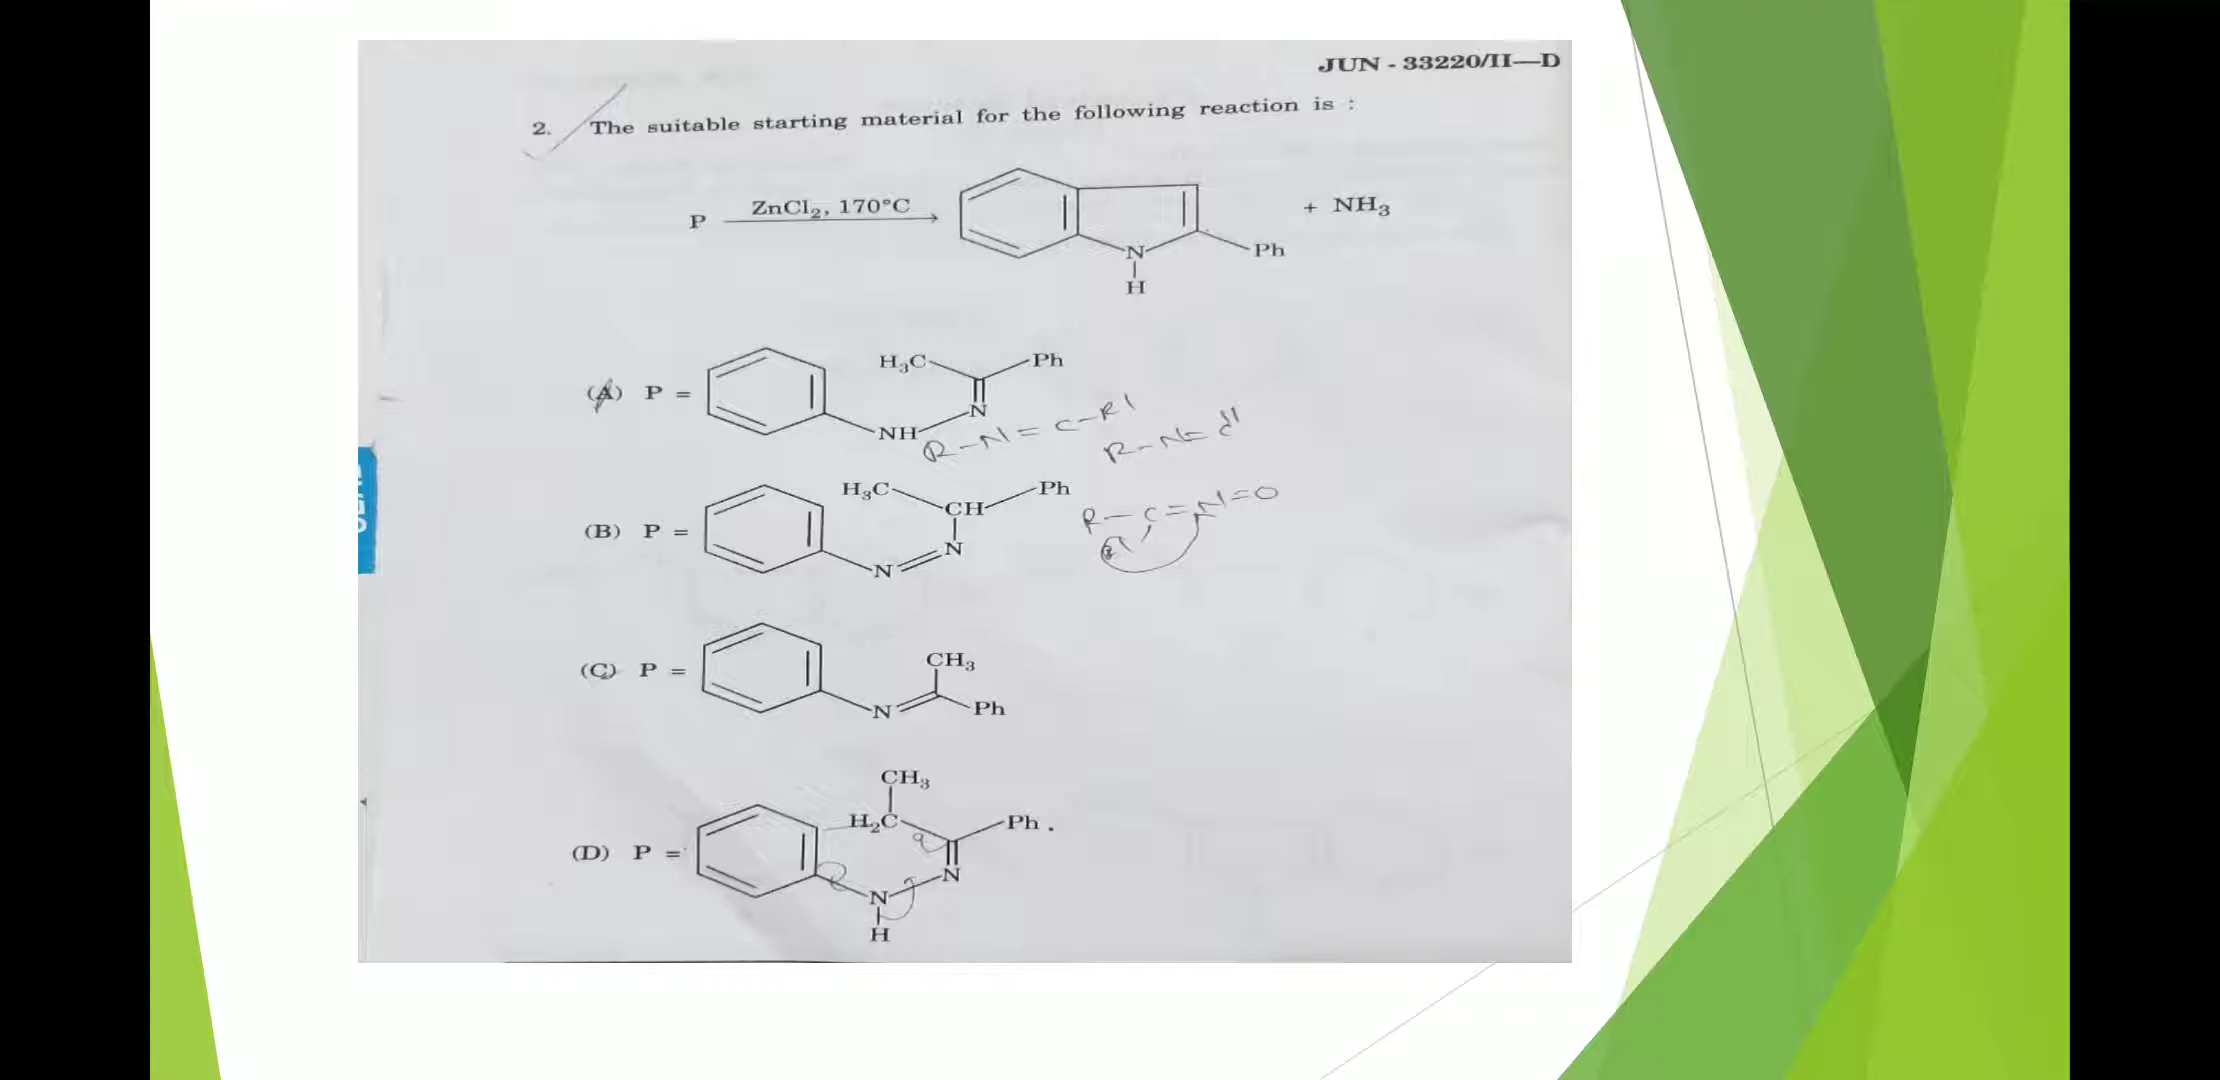 JUN - 33220/II—D
2. The suitable starting material for the following reaction is :
P ZnCl₂, 170°C + NH₃
N
Ph
H
H₃C Ph
(A) P =
N
NH
R-N=C-R'
R-N=
H₃C Ph
CH
(B) P =
N
N
R-C=N=O
CH₃
(C) P =
N Ph
CH₃
H₂C Ph .
(D) P =
N
N
H